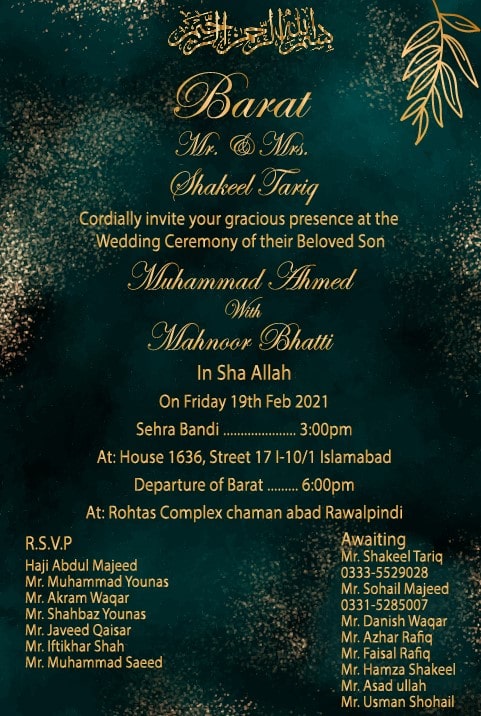 بسم الله الرحمن الرحيم
Barat
Mr. & Mrs.
Shakeel Tariq
Cordially invite your gracious presence at the
Wedding Ceremony of their Beloved Son
Muhammad Ahmed
With
Mahnoor Bhatti
In Sha Allah
On Friday 19th Feb 2021
Sehra Bandi ..................... 3:00pm
At: House 1636, Street 17 I-10/1 Islamabad
Departure of Barat ......... 6:00pm
At: Rohtas Complex chaman abad Rawalpindi
R.S.V.P
Haji Abdul Majeed
Mr. Muhammad Younas
Mr. Akram Waqar
Mr. Shahbaz Younas
Mr. Javeed Qaisar
Mr. Iftikhar Shah
Mr. Muhammad Saeed
Awaiting
Mr. Shakeel Tariq
0333-5529028
Mr. Sohail Majeed
0331-5285007
Mr. Danish Waqar
Mr. Azhar Rafiq
Mr. Faisal Rafiq
Mr. Hamza Shakeel
Mr. Asad ullah
Mr. Usman Shohail